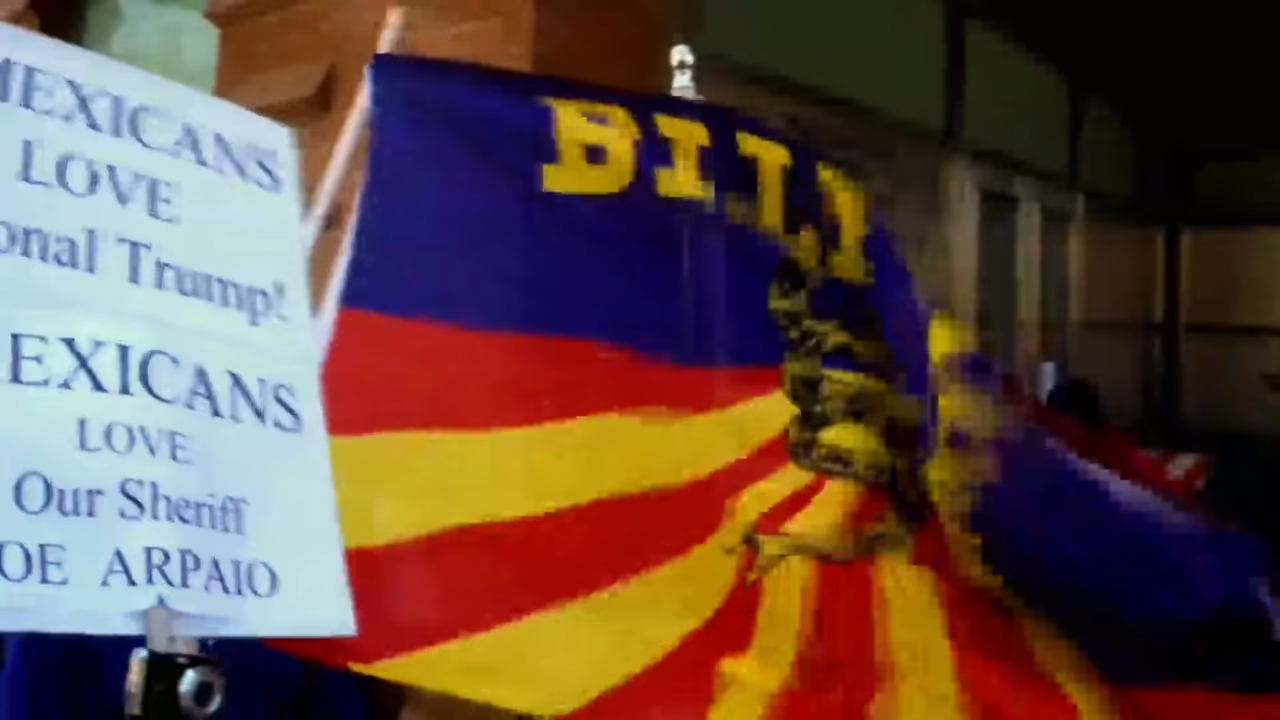 MEXICANS
LOVE
onal Trump!
EXICANS
LOVE
Our Sheriff
OE ARPAIO